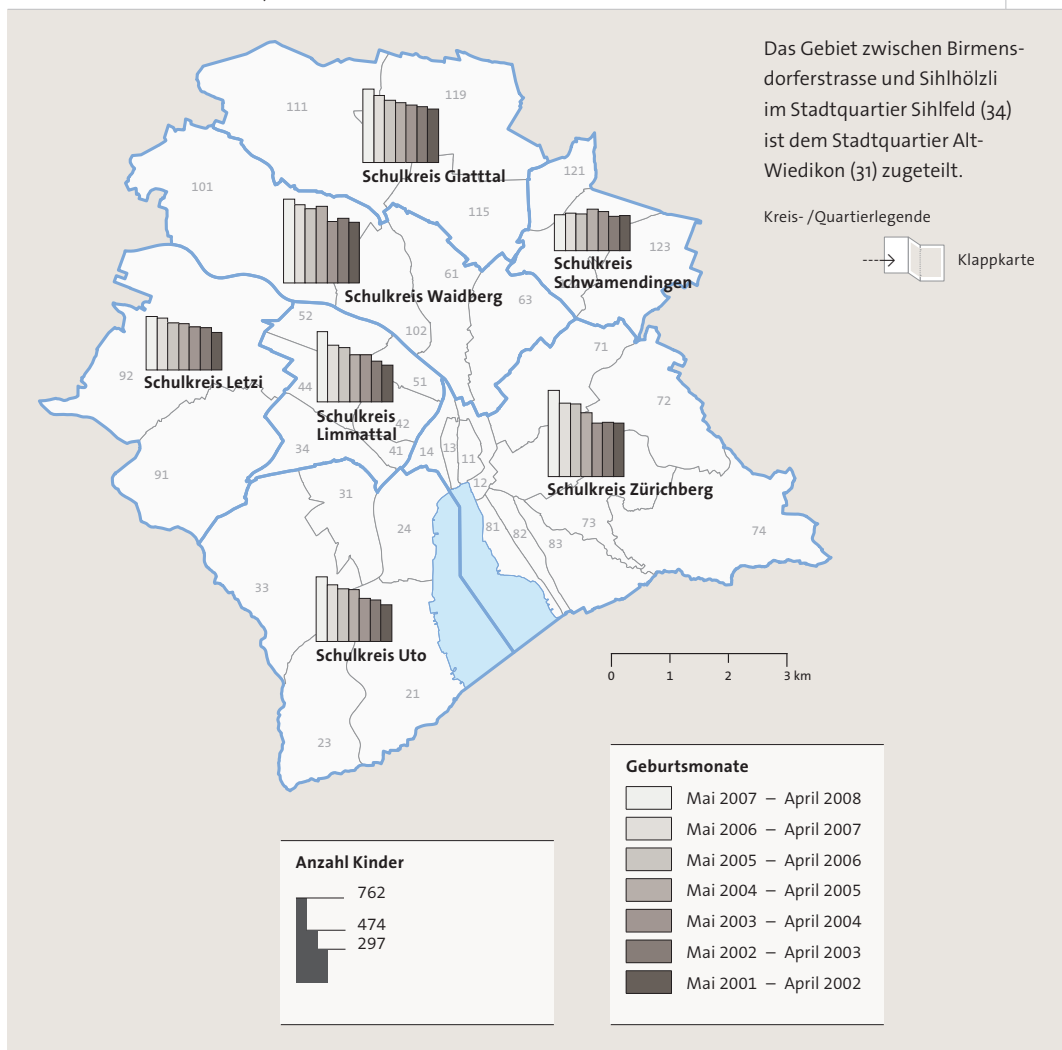 Das Gebiet zwischen Birmens-
dorferstrasse und Sihlhölzli
im Stadtquartier Sihlfeld (34)
ist dem Stadtquartier Alt-
Wiedikon (31) zugeteilt.
Kreis- /Quartierlegende
Klappkarte
111
119
Schulkreis Glatttal
101
115
121
123
Schulkreis
Schwamendingen
61
63
Schulkreis Waidberg
52
102
71
92
Schulkreis Letzi
44
51
72
Schulkreis
Limmattal
42
34
41
14
13
11
12
Schulkreis Zürichberg
91
31
24
81
82
83
73
74
33
Schulkreis Uto
21
23
0
1
2
3 km
Anzahl Kinder
762
474
297
Geburtsmonate
Mai 2007 – April 2008
Mai 2006 – April 2007
Mai 2005 – April 2006
Mai 2004 – April 2005
Mai 2003 – April 2004
Mai 2002 – April 2003
Mai 2001 – April 2002